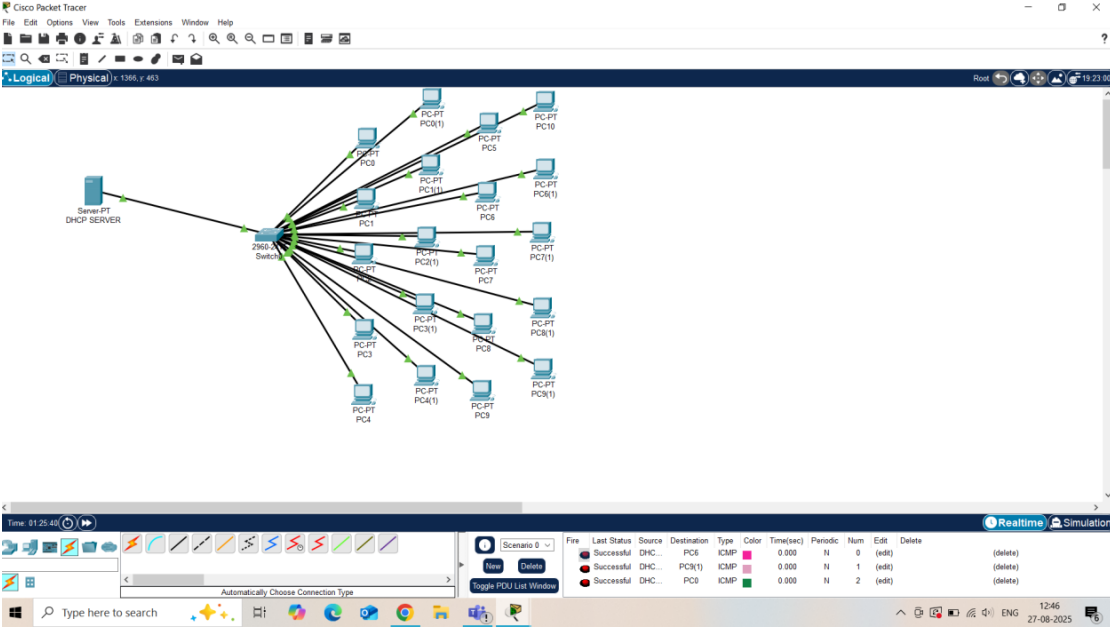 Cisco Packet Tracer
File Edit Options View Tools Extensions Window Help
?
Logical Physical x: 1366, y: 463 Root 19:23:00
PC-PT
PC0(1)
PC-PT
PC10
PC-PT
PC5
PC-PT
PC0
PC-PT
PC1(1)
PC-PT
PC6(1)
PC-PT
PC6
Server-PT
DHCP SERVER
PC1
PC-PT
PC7(1)
2960-2
Switch
PC-PT
PC2(1)
PC-PT
PC-PT
PC7
PC-PT
PC3(1)
PC-PT
PC8(1)
PC-PT
PC8
PC-PT
PC3
PC-PT
PC4(1)
PC-PT
PC9(1)
PC-PT
PC4
PC-PT
PC9
Time: 01:25:40 Realtime Simulation
Scenario 0
New Delete
Toggle PDU List Window
Fire Last Status Source Destination Type Color Time(sec) Periodic Num Edit Delete
Successful DHC... PC6 ICMP 0.000 N 0 (edit) (delete)
Successful DHC... PC9(1) ICMP 0.000 N 1 (edit) (delete)
Successful DHC... PC0 ICMP 0.000 N 2 (edit) (delete)
Automatically Choose Connection Type
Type here to search
ENG 12:46
27-08-2025
6